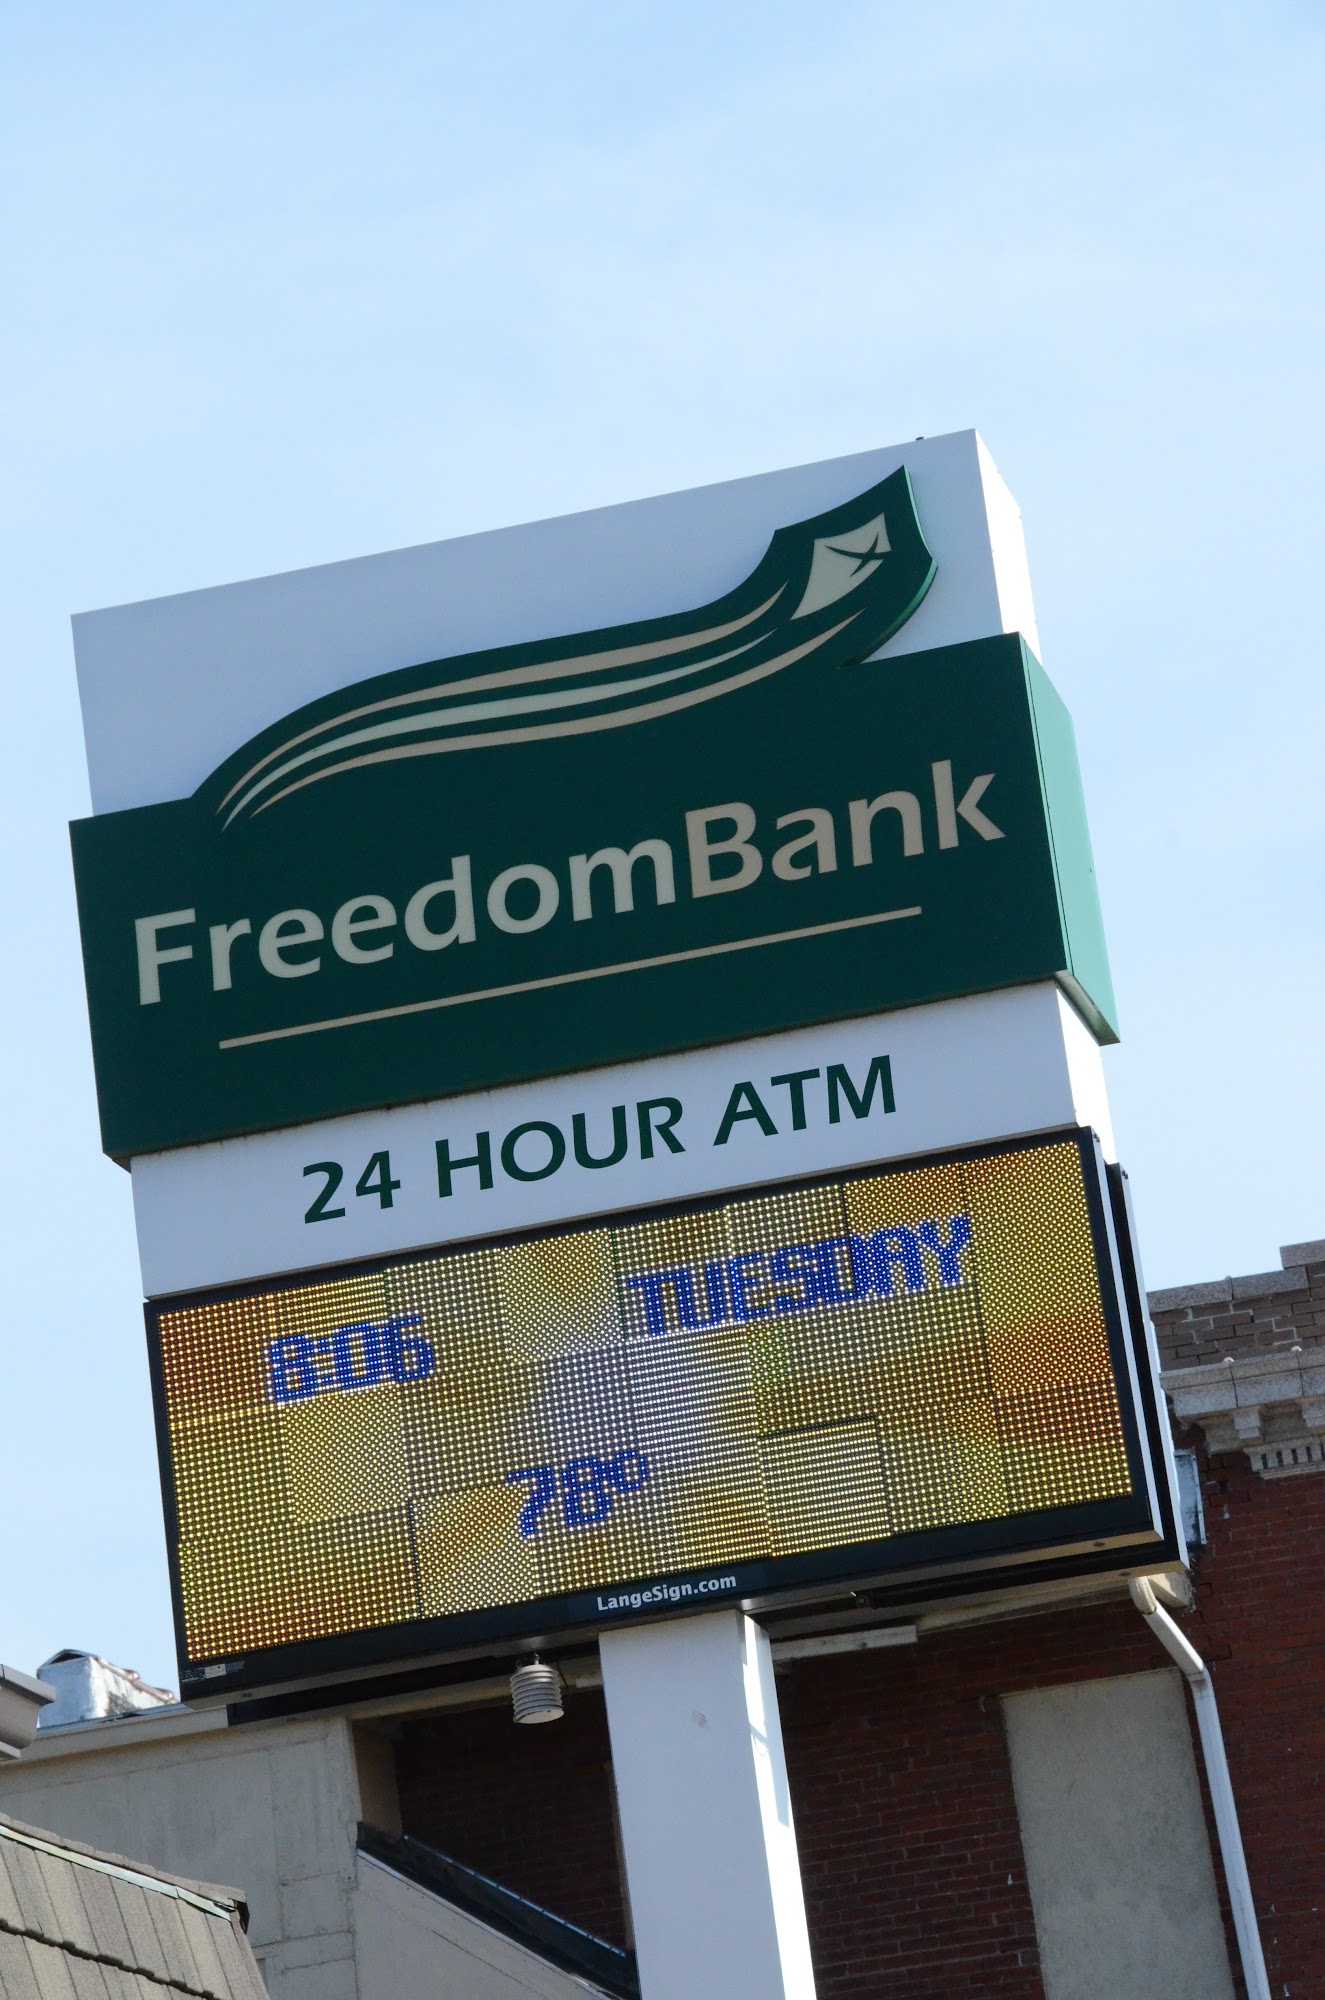 FreedomBank
24 HOUR ATM
8:06 TUESDAY
78°
LangeSign.com